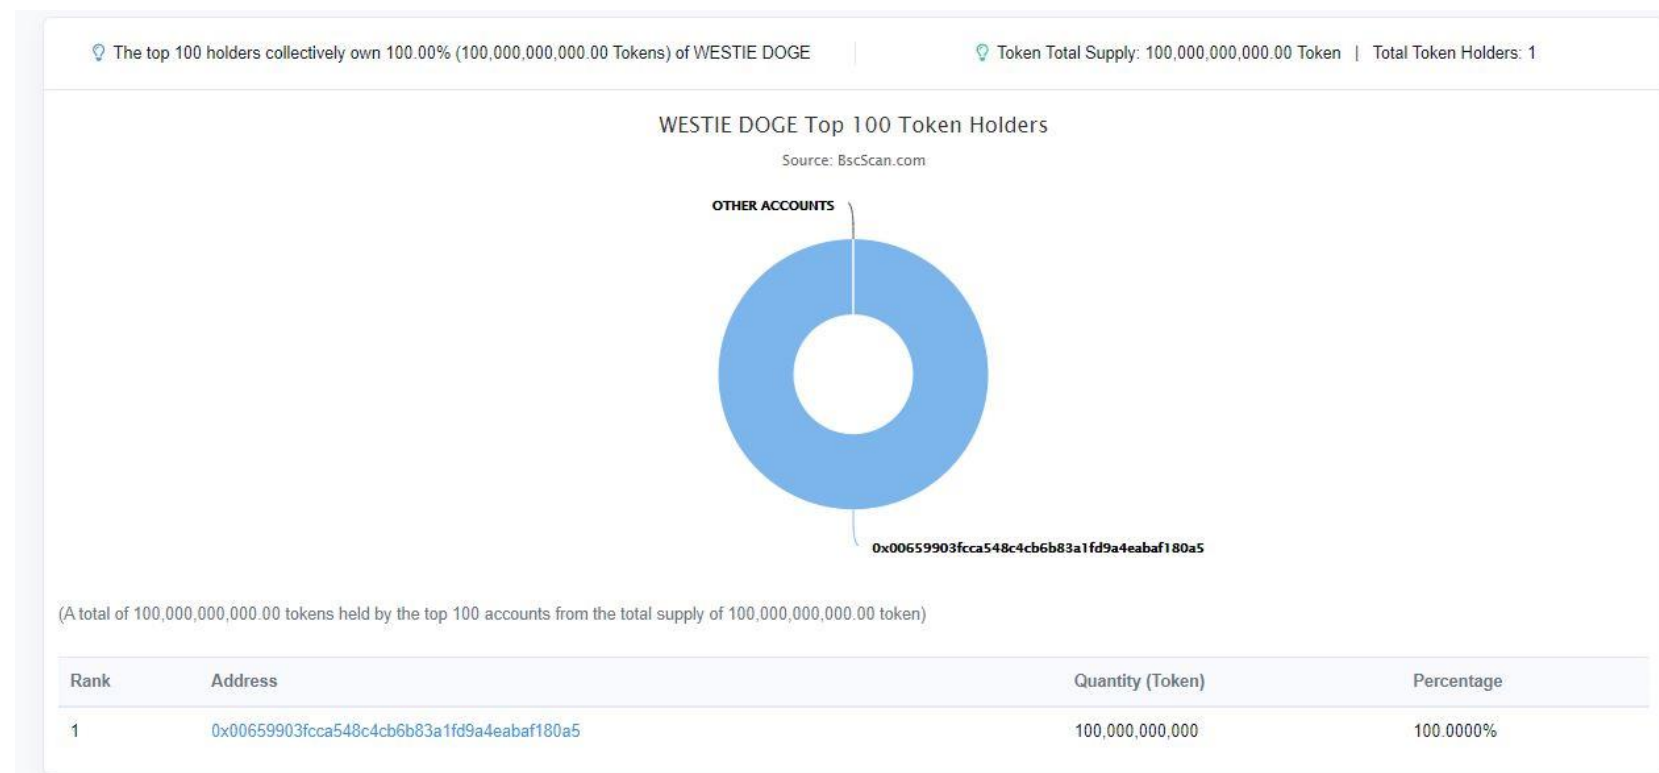 The top 100 holders collectively own 100.00% (100,000,000,000.00 Tokens) of WESTIE DOGE
Token Total Supply: 100,000,000,000.00 Token | Total Token Holders: 1
WESTIE DOGE Top 100 Token Holders
Source: BscScan.com
OTHER ACCOUNTS
0x00659903fcca548c4cb6b83a1fd9a4eabaf180a5
(A total of 100,000,000,000.00 tokens held by the top 100 accounts from the total supply of 100,000,000,000.00 token)
Rank Address Quantity (Token) Percentage
1 0x00659903fcca548c4cb6b83a1fd9a4eabaf180a5 100,000,000,000 100.0000%